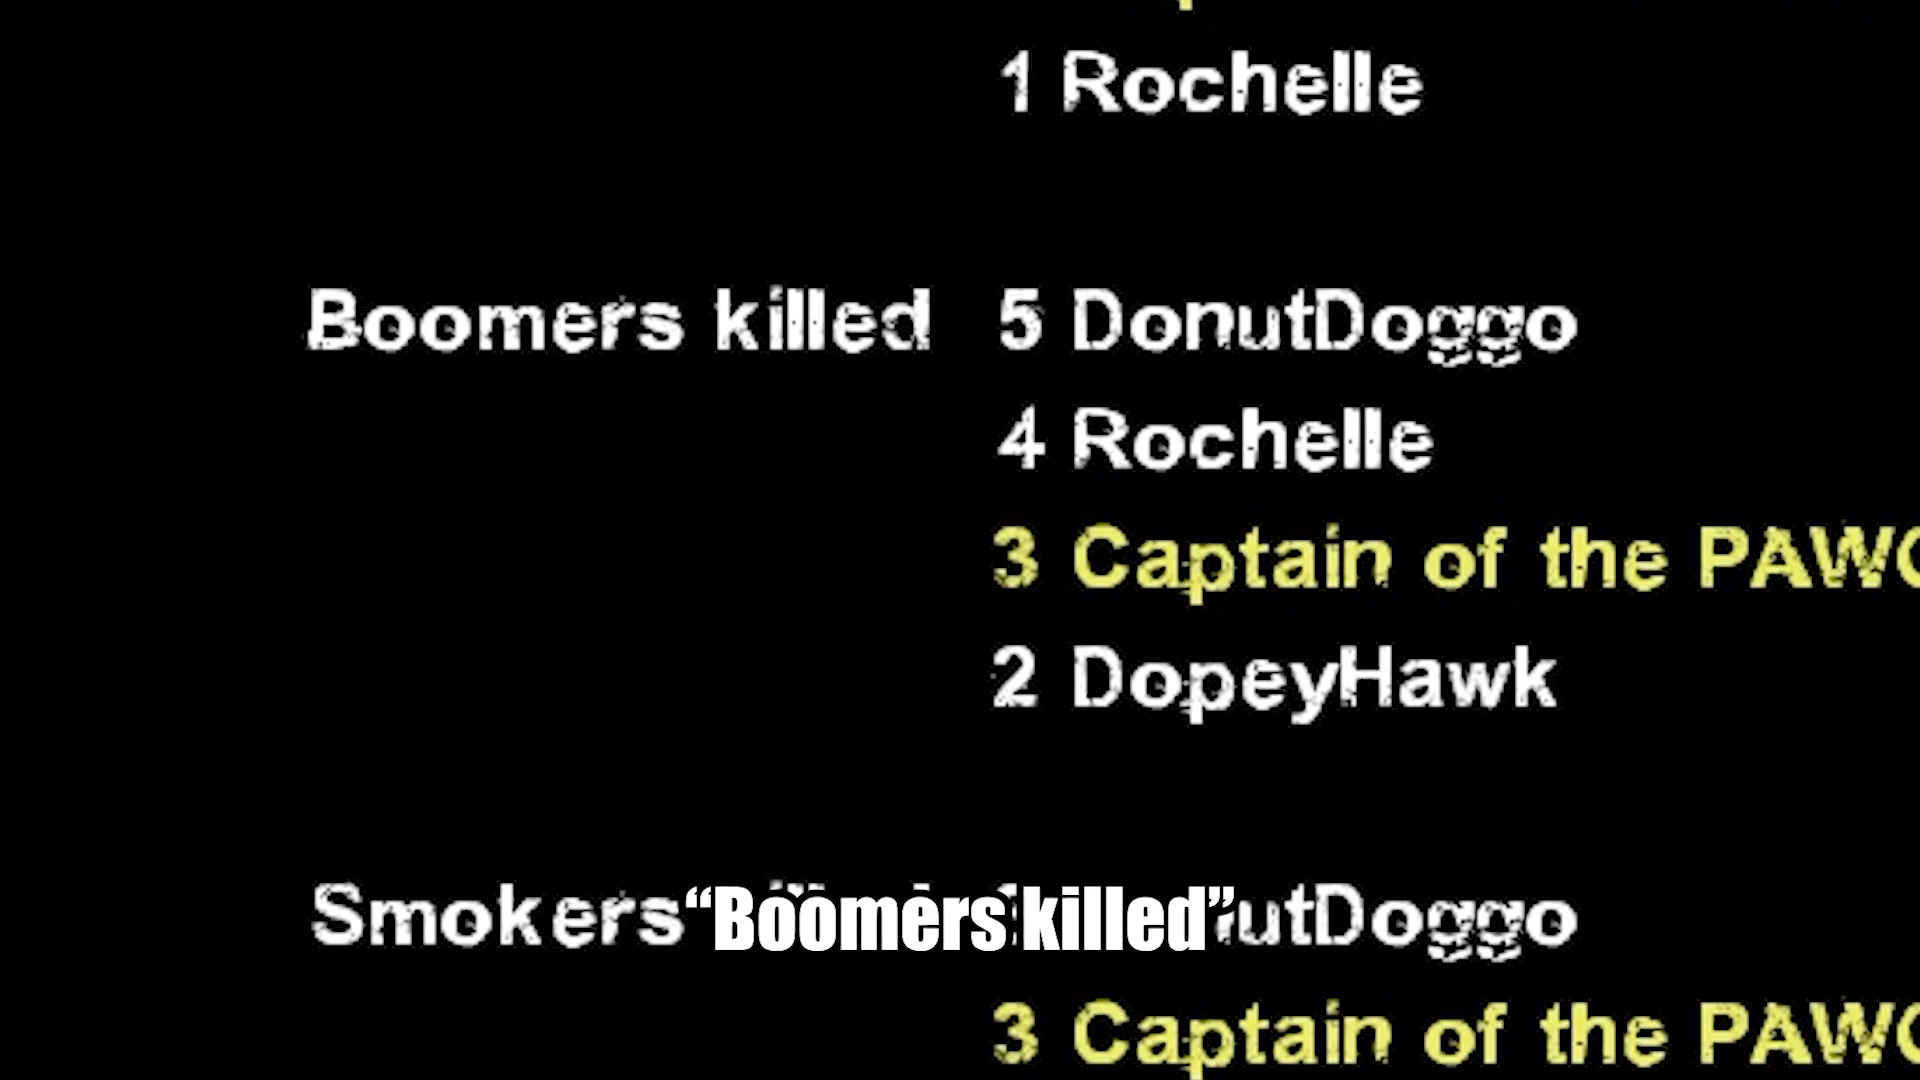 1 Rochelle
Boomers killed 5 DonutDoggo
4 Rochelle
3 Captain of the PAW
2 DopeyHawk
Smokers utDoggo
“Boomers killed”
3 Captain of the PAW